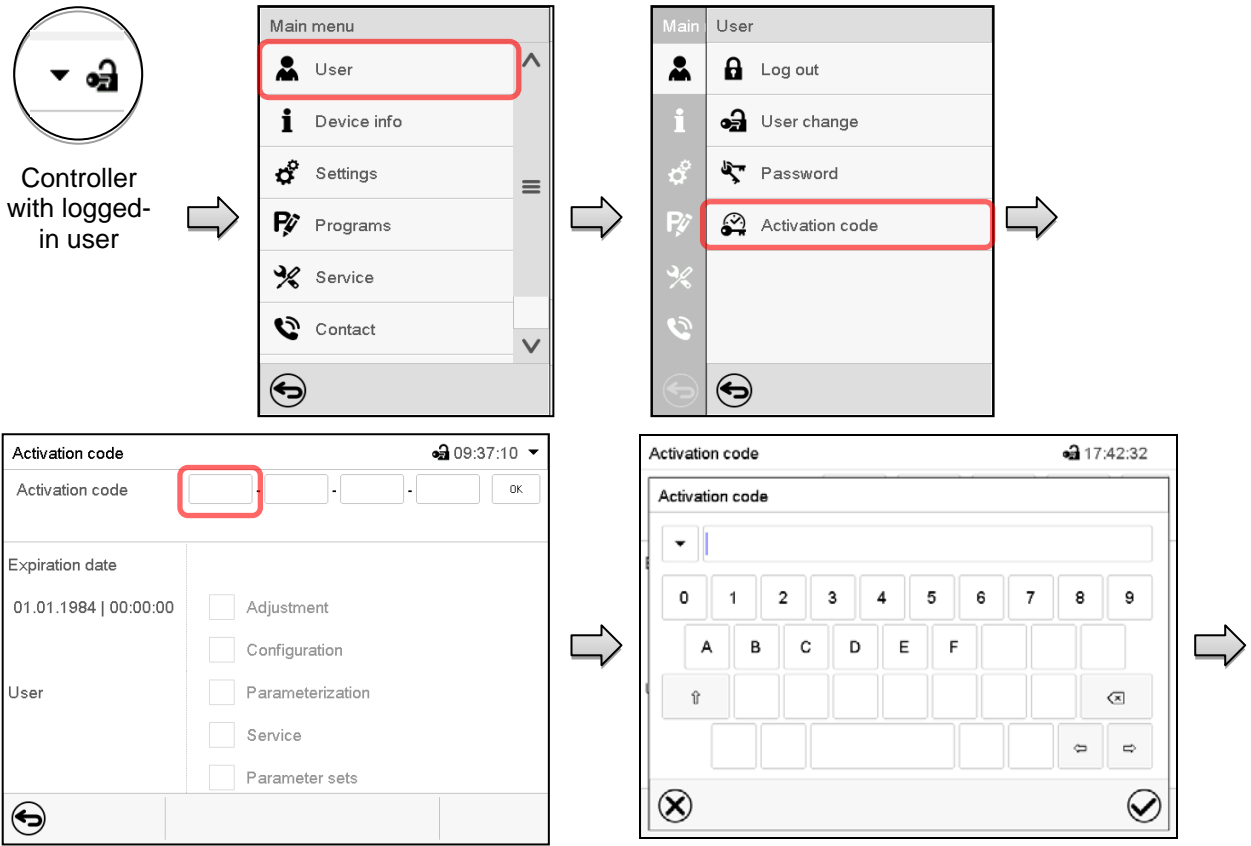 Controller
with logged-
in user
Main menu
User
Device info
Settings
Programs
Service
Contact
Main
User
Log out
User change
Password
Activation code
Activation code 09:37:10
Activation code - - - OK
Expiration date
01.01.1984 | 00:00:00
Adjustment
Configuration
User
Parameterization
Service
Parameter sets
Activation code 17:42:32
Activation code
0 1 2 3 4 5 6 7 8 9
A B C D E F